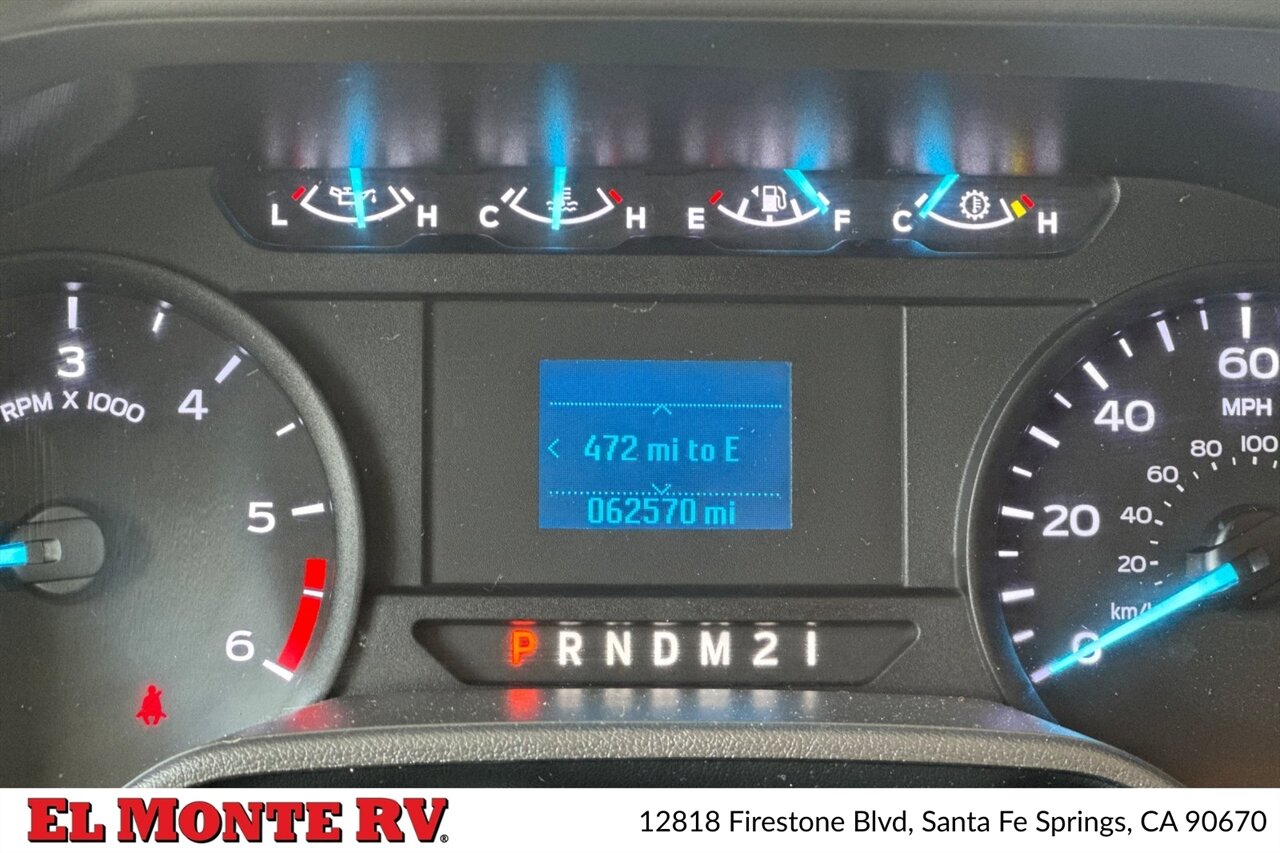 L H C H E F C H
3
4
RPM X 1000
5
6
60
MPH
40
80 100
60
20
40
20
km/
0
472 mi to E
062570 mi
P R N D M 2 1
EL MONTE RV®
12818 Firestone Blvd, Santa Fe Springs, CA 90670